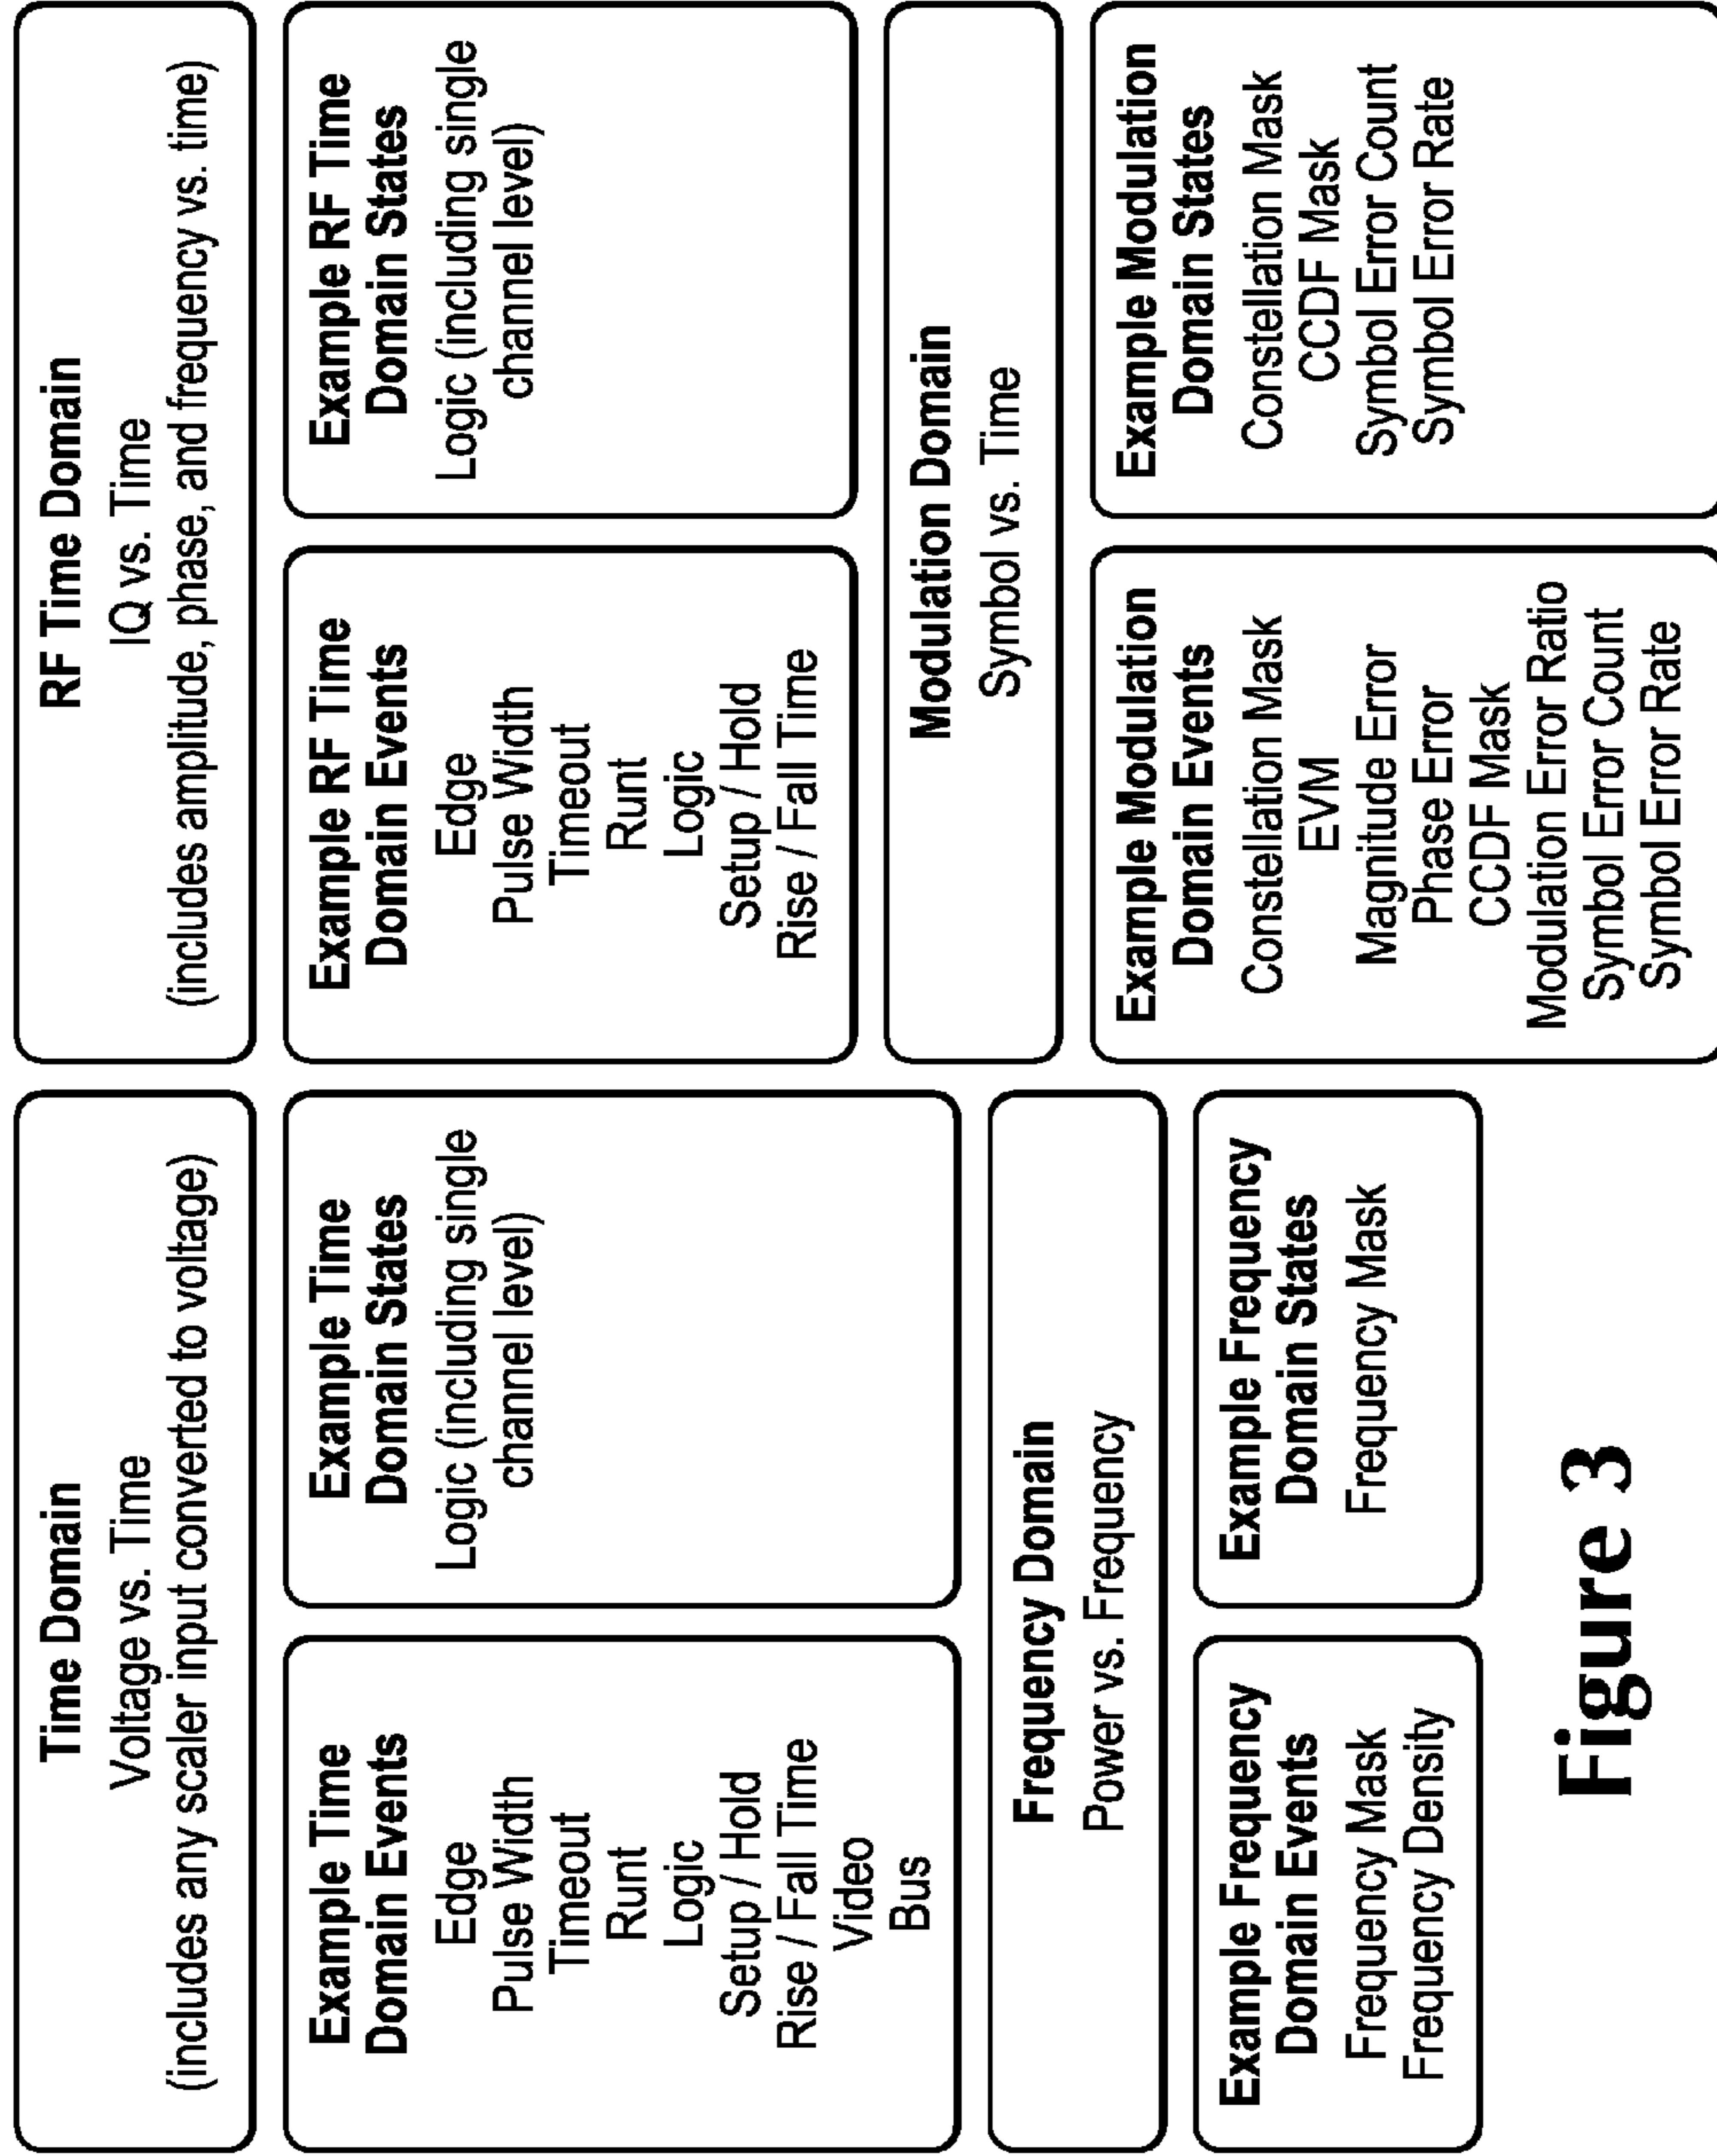 Time Domain
Voltage vs. Time
(includes any scaler input converted to voltage)
Example Time
Domain Events
Edge
Pulse Width
Timeout
Runt
Logic
Setup / Hold
Rise / Fall Time
Video
Bus
Example Time
Domain States
Logic (including single
channel level)
Frequency Domain
Power vs. Frequency
Example Frequency
Domain Events
Frequency Mask
Frequency Density
Example Frequency
Domain States
Frequency Mask
RF Time Domain
IQ vs. Time
(includes amplitude, phase, and frequency vs. time)
Example RF Time
Domain Events
Edge
Pulse Width
Timeout
Runt
Logic
Setup / Hold
Rise / Fall Time
Example RF Time
Domain States
Logic (including single
channel level)
Modulation Domain
Symbol vs. Time
Example Modulation
Domain Events
Constellation Mask
EVM
Magnitude Error
Phase Error
CCDF Mask
Modulation Error Ratio
Symbol Error Count
Symbol Error Rate
Example Modulation
Domain States
Constellation Mask
CCDF Mask
Symbol Error Count
Symbol Error Rate
Figure 3